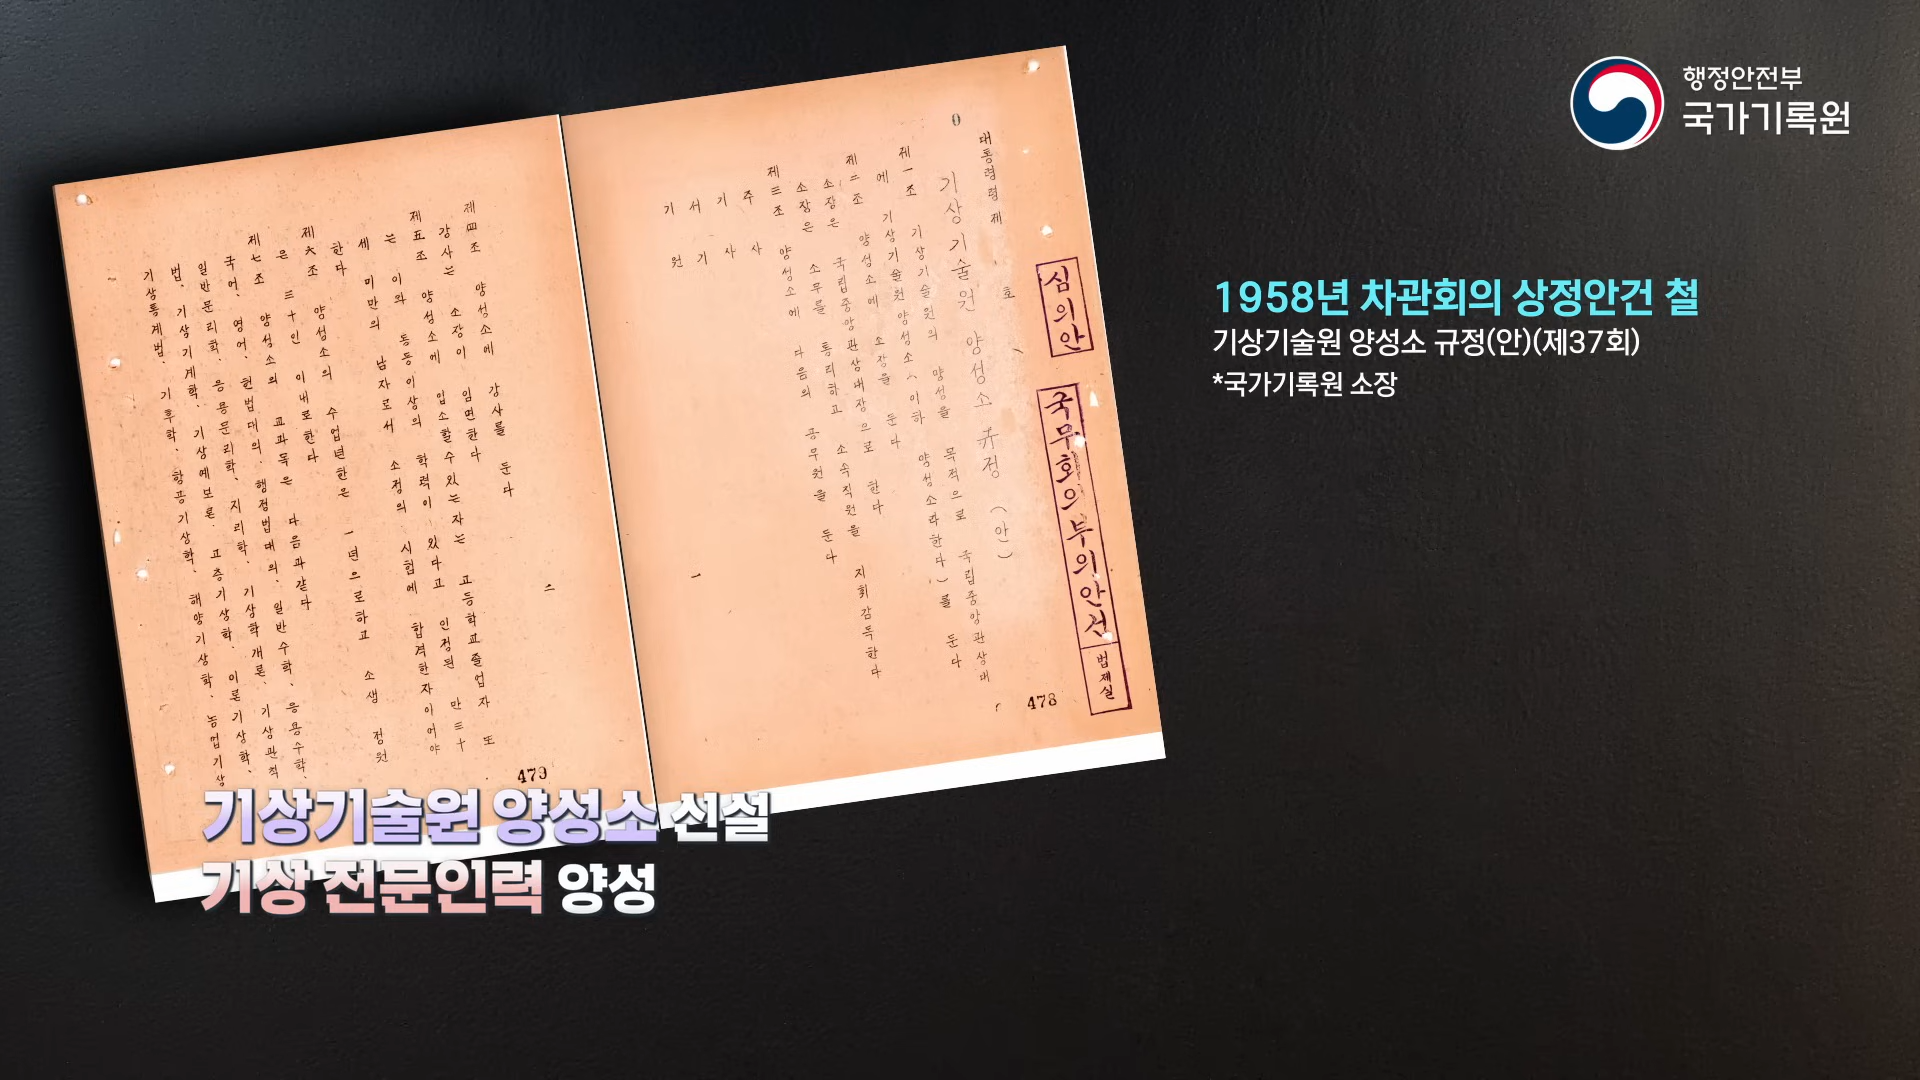 행정안전부
국가기록원
1958년 차관회의 상정안건 철
기상기술원 양성소 규정(안)(제37회)
*국가기록원 소장
심의안
국무회의부의안건
법제실
대통령령 제 호
기상기술원 양성소 규정 (안)
제一조 기상기술원의 양성을 목적으로 국립중앙관상대
에 기상기술원양성소(이하 양성소라한다)를 둔다
제二조 양성소에 소장을 둔다
소장은 국립중앙관상대장으로 한다
소장은 소무를 통리하고 소속직원을 지휘감독한다
제三조 양성소에 다음의 공무원을 둔다
주사
기사
서기
기원
一
478
제四조 양성소에 강사를 둔다
강사는 소장이 임면한다
제五조 양성소에 입소할수있는자는 고등학교졸업자 또
는 이와 동등이상의 학력이 있다고 인정된 만三十
세 미만의 남자로서 소정의 시험에 합격한자이어야
한다
제六조 양성소의 수업년한은 一년으로하고 소생 정원
은 三十인 이내로한다
제七조 양성소의 교과목은 다음과같다
국어、영어、헌법대의、행정법대의、일반수학、응용수학、
일반물리학、응용물리학、지리학、기상학개론、기상관측
법、기상기계학、기상예보론、고층기상학、이론기상학、
기상통계법、기후학、항공기상학、해양기상학、농업기상
二
479
기상기술원 양성소 신설
기상 전문인력 양성